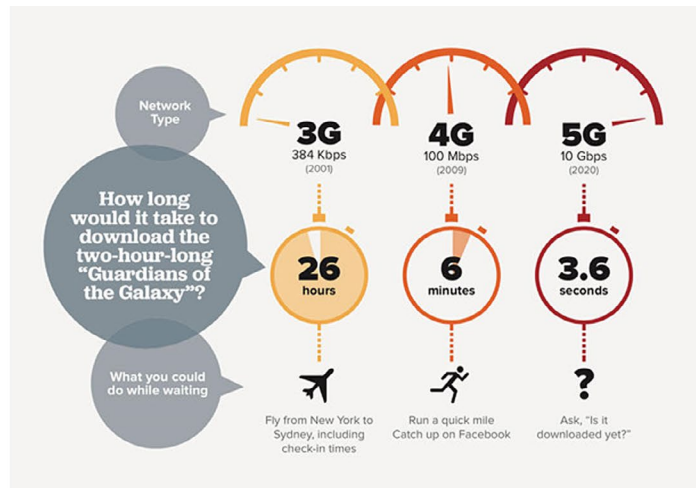 Network
Type
3G
384 Kbps
(2001)
4G
100 Mbps
(2009)
5G
10 Gbps
(2020)
How long
would it take to
download the
two-hour-long
“Guardians of
the Galaxy”?
26
hours
6
minutes
3.6
seconds
What you could
do while waiting
Fly from New York to
Sydney, including
check-in times
Run a quick mile
Catch up on Facebook
?
Ask, “Is it
downloaded yet?”